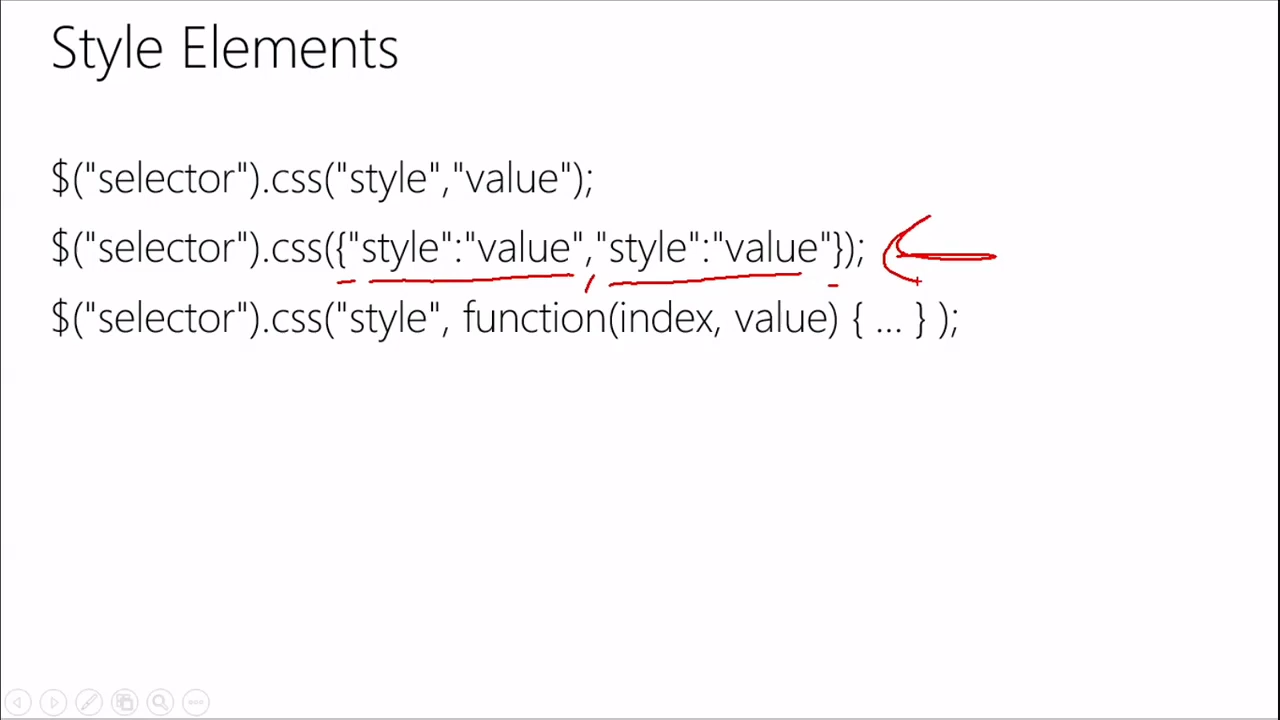 Style Elements
$("selector").css("style","value");
$("selector").css({"style":"value","style":"value"});
$("selector").css("style", function(index, value) { ... } );